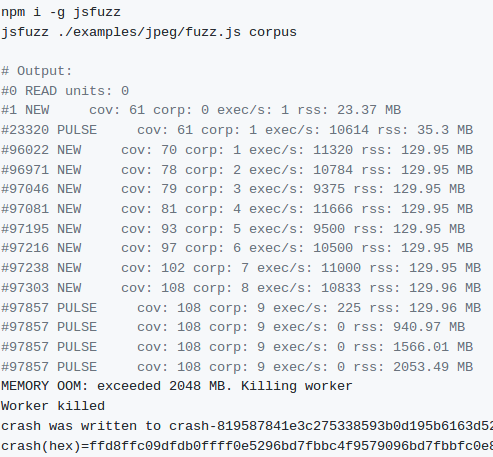 npm i -g jsfuzz
jsfuzz ./examples/jpeg/fuzz.js corpus
# Output:
#0 READ units: 0
#1 NEW     cov: 61 corp: 0 exec/s: 1 rss: 23.37 MB
#23320 PULSE     cov: 61 corp: 1 exec/s: 10614 rss: 35.3 MB
#96022 NEW     cov: 70 corp: 1 exec/s: 11320 rss: 129.95 MB
#96971 NEW     cov: 78 corp: 2 exec/s: 10784 rss: 129.95 MB
#97046 NEW     cov: 79 corp: 3 exec/s: 9375 rss: 129.95 MB
#97081 NEW     cov: 81 corp: 4 exec/s: 11666 rss: 129.95 MB
#97195 NEW     cov: 93 corp: 5 exec/s: 9500 rss: 129.95 MB
#97216 NEW     cov: 97 corp: 6 exec/s: 10500 rss: 129.95 MB
#97238 NEW     cov: 102 corp: 7 exec/s: 11000 rss: 129.95 MB
#97303 NEW     cov: 108 corp: 8 exec/s: 10833 rss: 129.96 MB
#97857 PULSE     cov: 108 corp: 9 exec/s: 225 rss: 129.96 MB
#97857 PULSE     cov: 108 corp: 9 exec/s: 0 rss: 940.97 MB
#97857 PULSE     cov: 108 corp: 9 exec/s: 0 rss: 1566.01 MB
#97857 PULSE     cov: 108 corp: 9 exec/s: 0 rss: 2053.49 MB
MEMORY OOM: exceeded 2048 MB. Killing worker
Worker killed
crash was written to crash-819587841e3c275338593b0d195b6163d52
crash(hex)=ffd8ffc09dfdb0ffff0e5296bd7fbbc4f9579096bd7fbbfc0e8